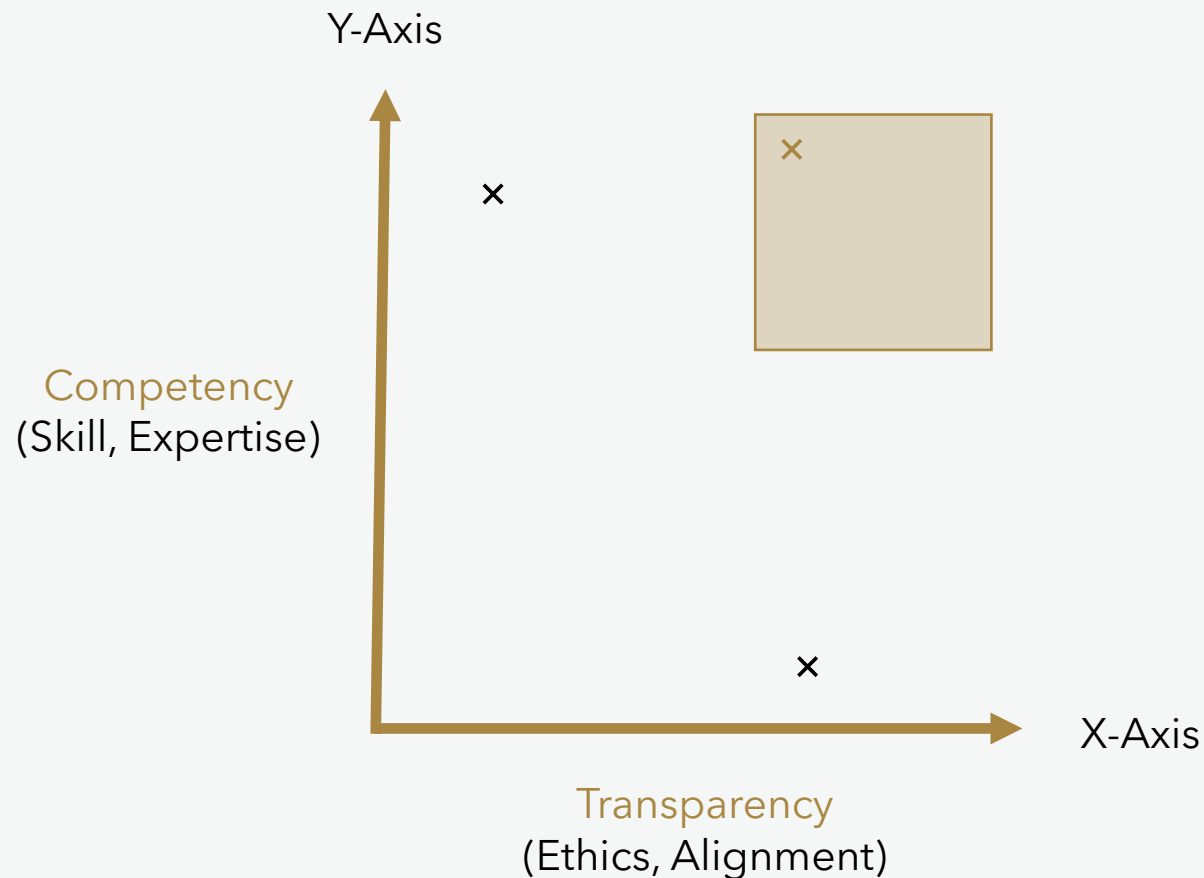 Y-Axis
Competency
(Skill, Expertise)
X-Axis
Transparency
(Ethics, Alignment)